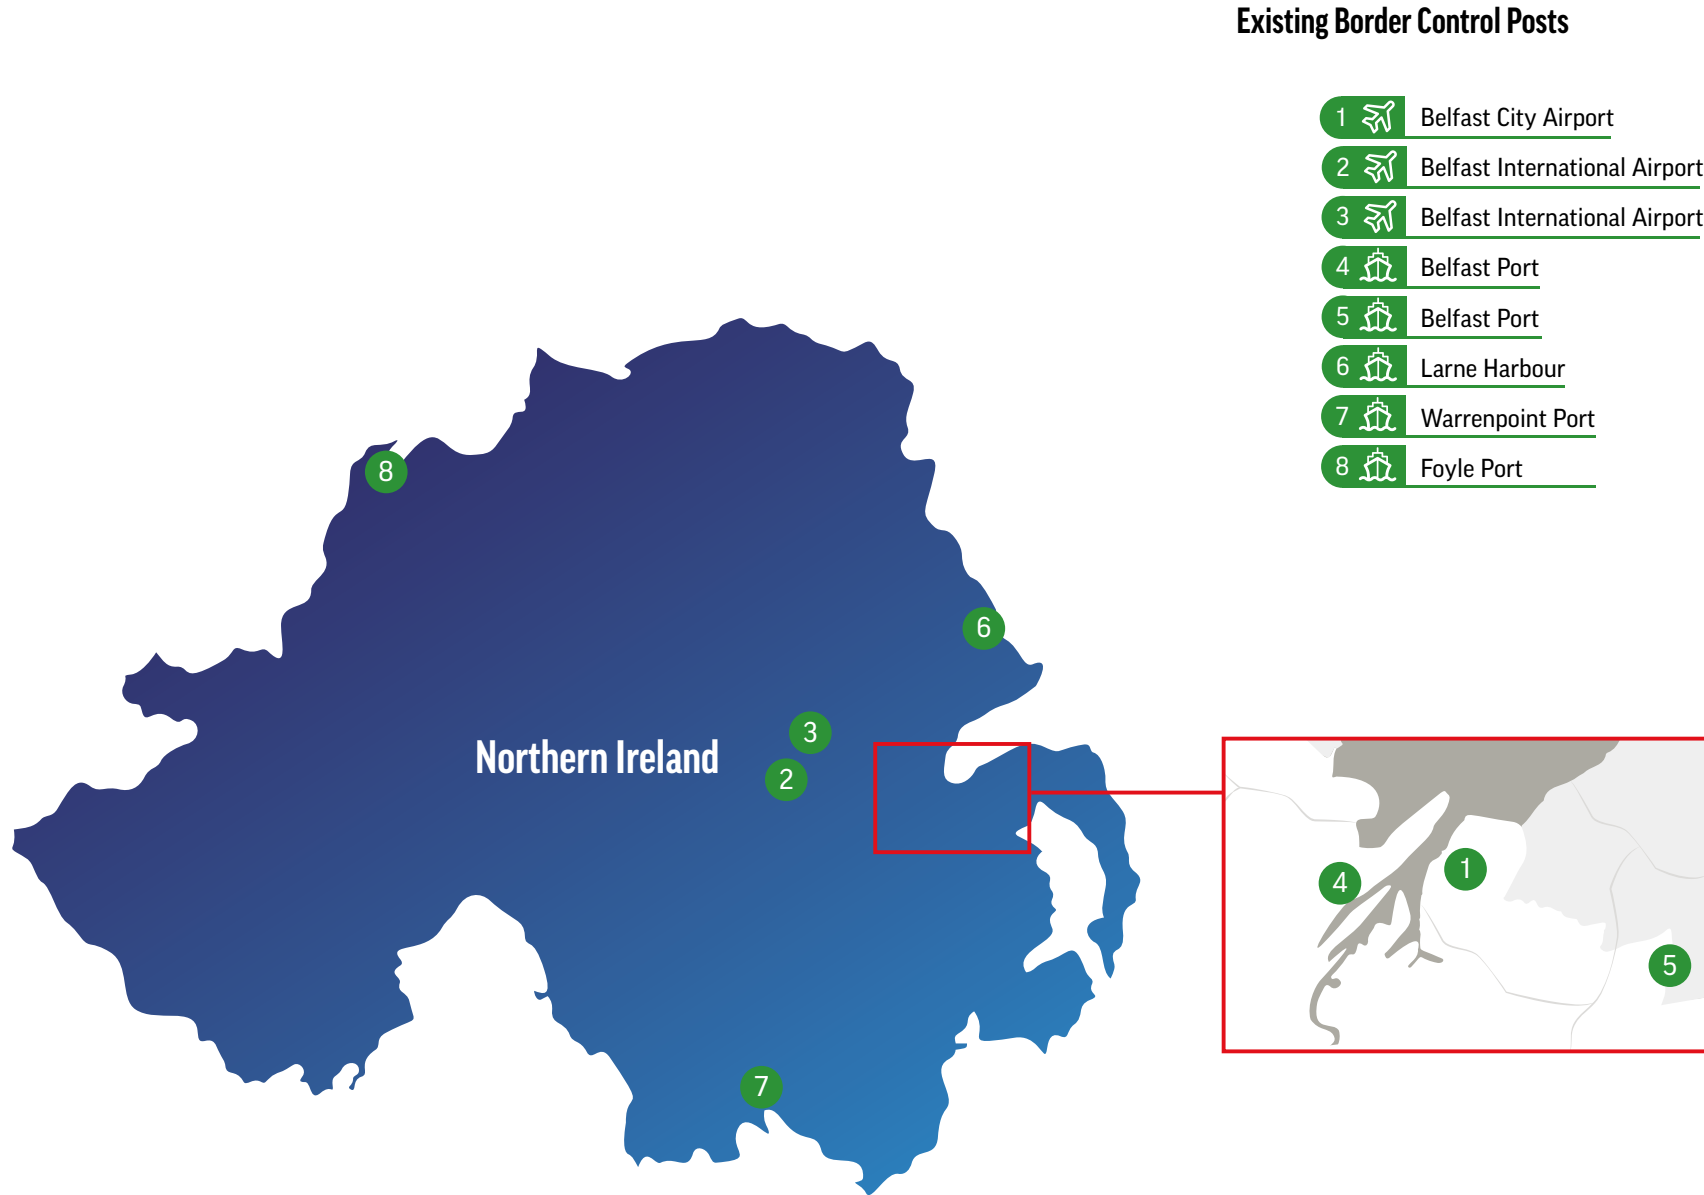 Existing Border Control Posts
1 Belfast City Airport
2 Belfast International Airport
3 Belfast International Airport
4 Belfast Port
5 Belfast Port
6 Larne Harbour
7 Warrenpoint Port
8 Foyle Port
8
6
3
Northern Ireland
2
1
4
5
7